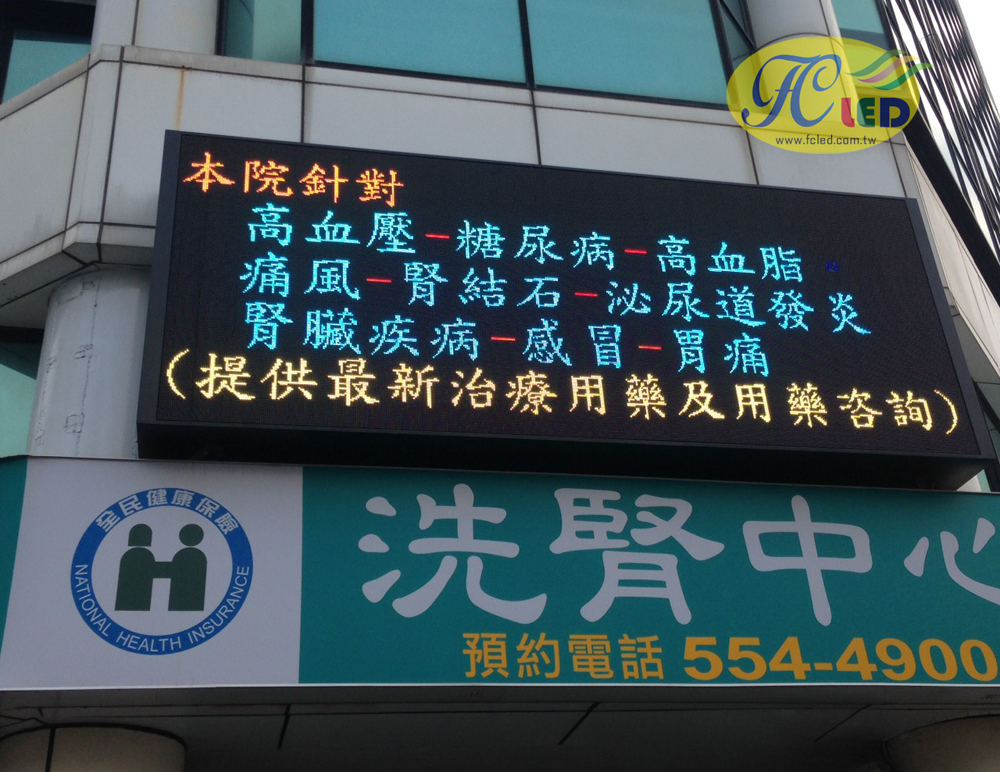 FC LED
www.fcled.com.tw
本院針對
高血壓－糖尿病－高血脂
痛風－腎結石－泌尿道發炎
腎臟疾病－感冒－胃痛
（提供最新治療用藥及用藥咨詢）
全民健康保險
NATIONAL HEALTH INSURANCE
洗腎中心
預約電話 554-4900